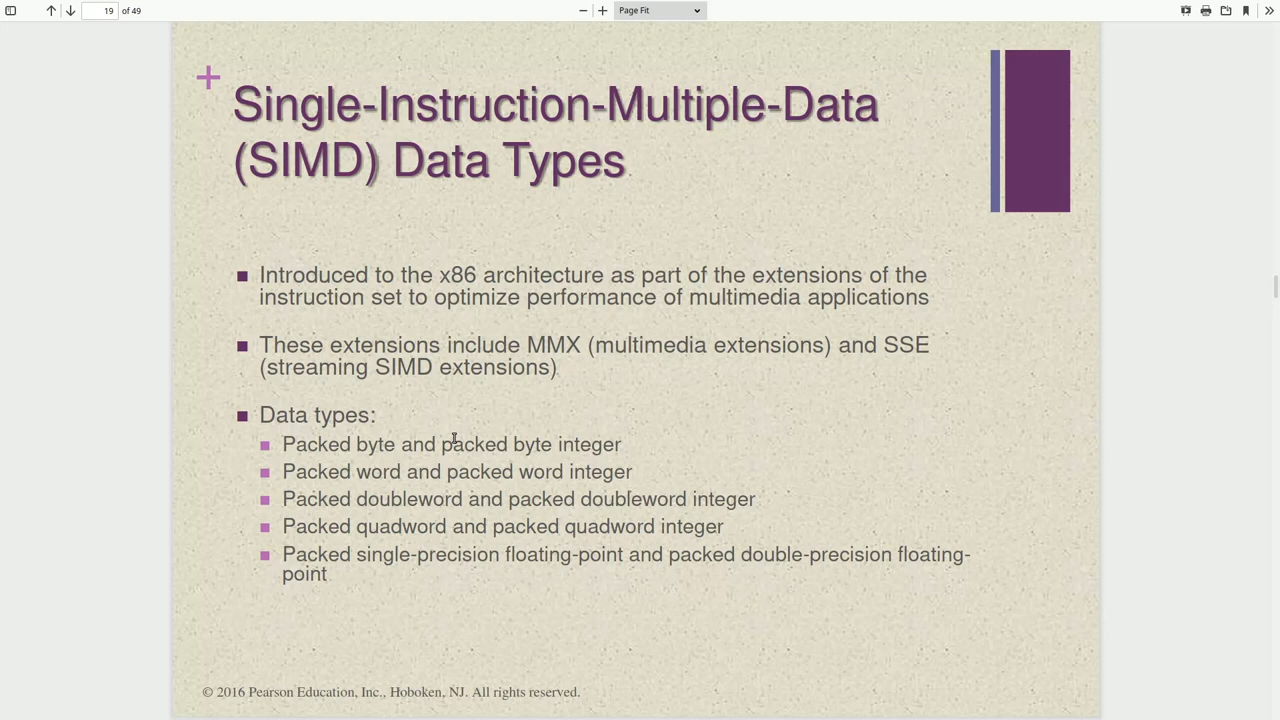 19 of 49
Page Fit
+
Single-Instruction-Multiple-Data
(SIMD) Data Types
Introduced to the x86 architecture as part of the extensions of the
instruction set to optimize performance of multimedia applications
These extensions include MMX (multimedia extensions) and SSE
(streaming SIMD extensions)
Data types:
Packed byte and packed byte integer
Packed word and packed word integer
Packed doubleword and packed doubleword integer
Packed quadword and packed quadword integer
Packed single-precision floating-point and packed double-precision floating-
point
© 2016 Pearson Education, Inc., Hoboken, NJ. All rights reserved.